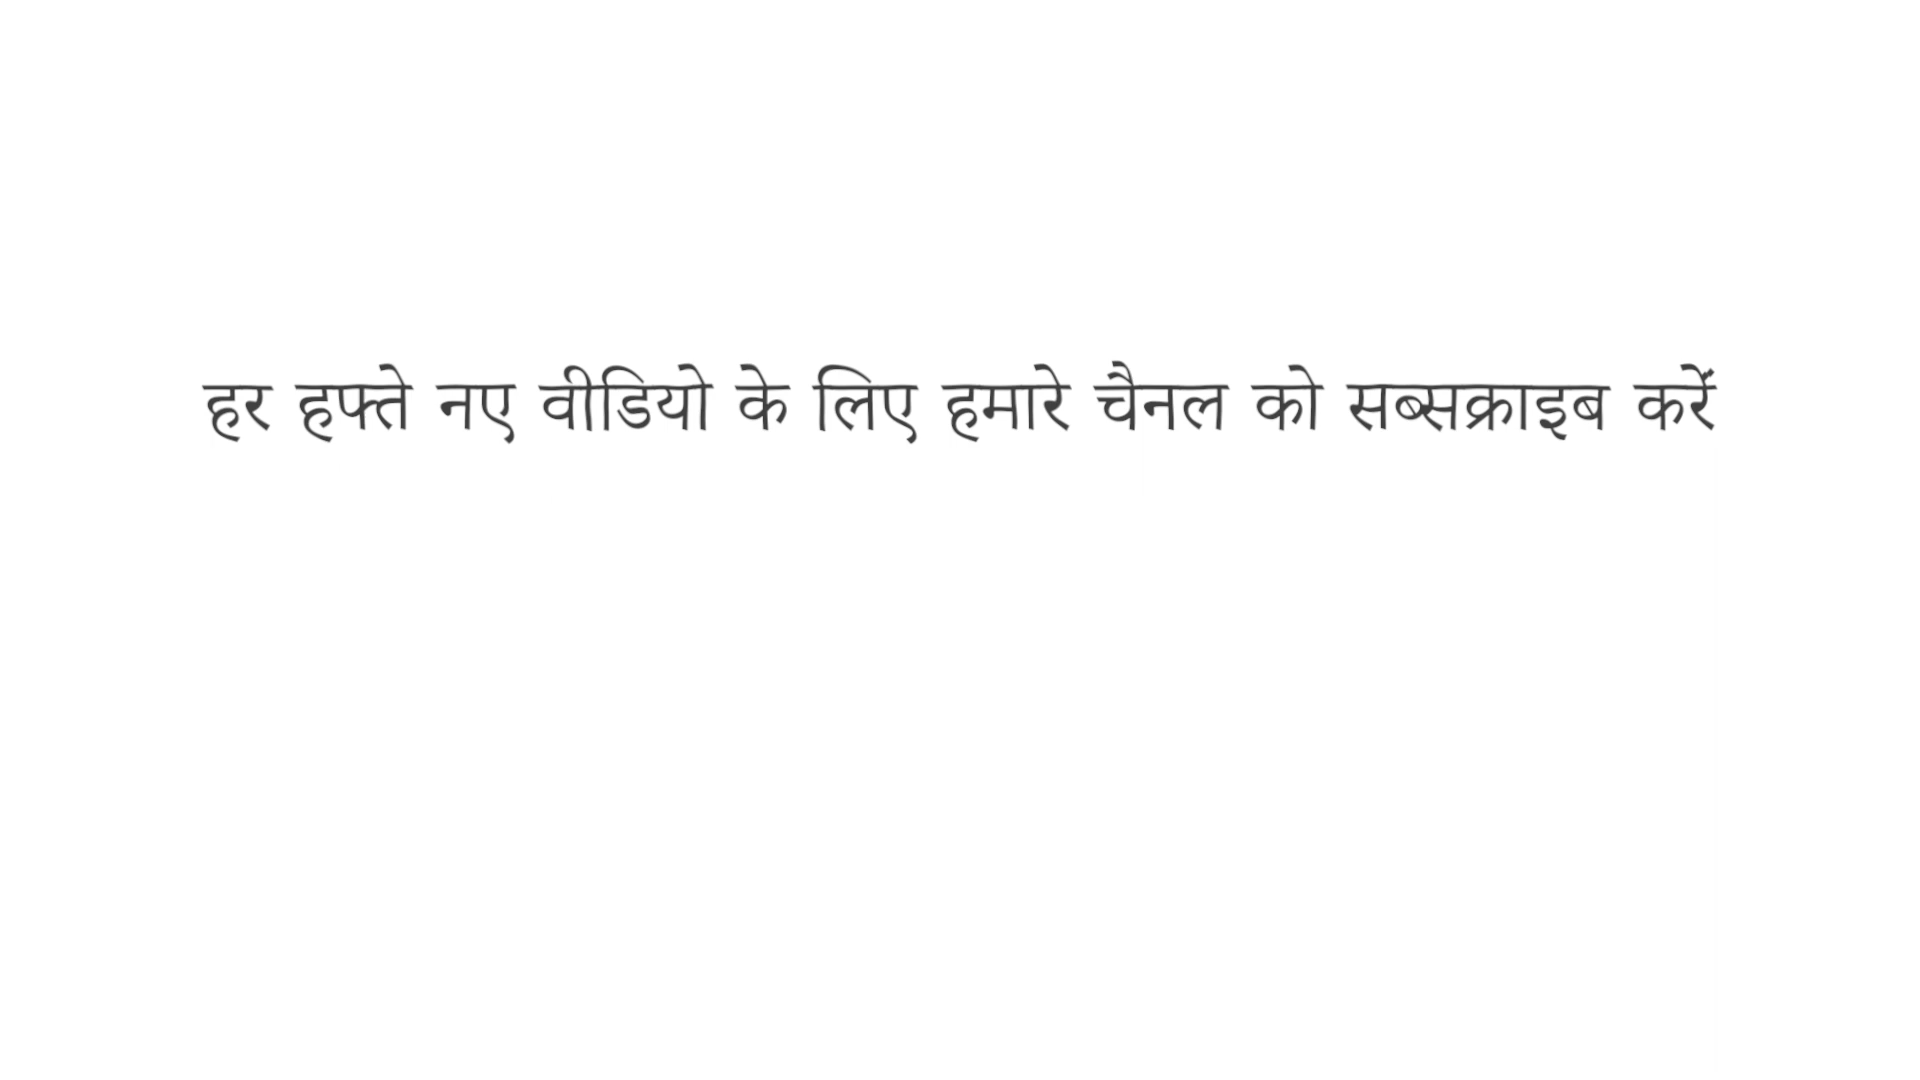 हर हफ्ते नए वीडियो के लिए हमारे चैनल को सब्सक्राइब करें